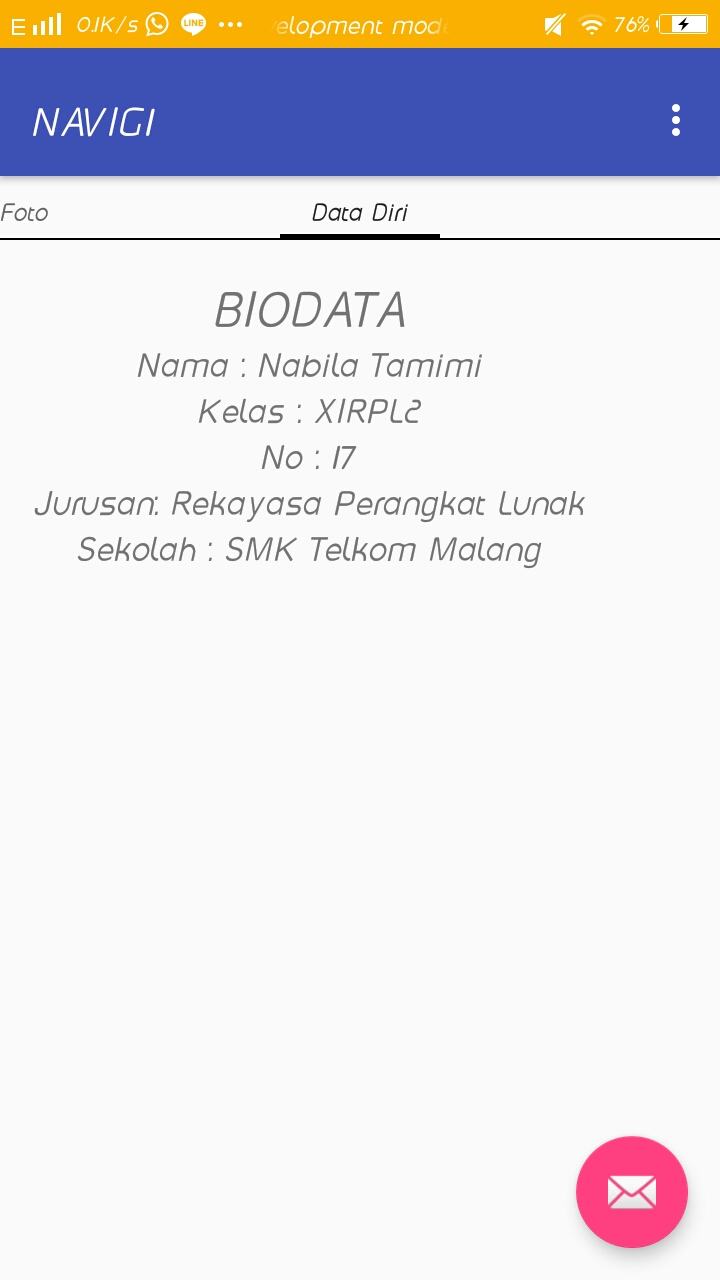 E 0.1K/s LINE ... elopment mode 76%
NAVIGI
Foto Data Diri
BIODATA
Nama : Nabila Tamimi
Kelas : XIRPL2
No : 17
Jurusan: Rekayasa Perangkat Lunak
Sekolah : SMK Telkom Malang